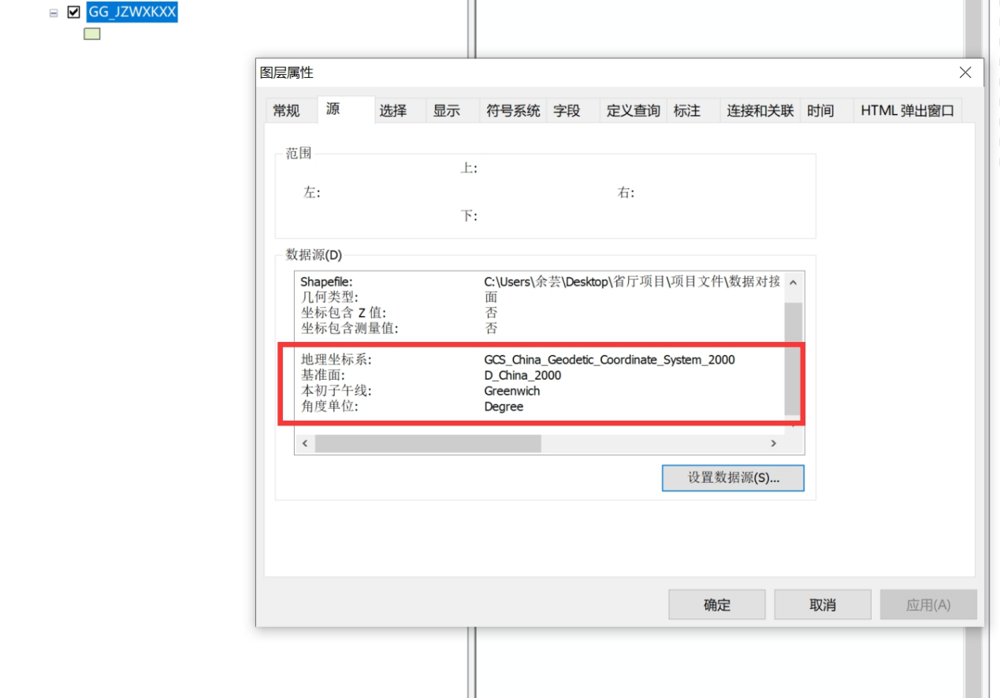 GG_JZWXKXX
图层属性
常规 源 选择 显示 符号系统 字段 定义查询 标注 连接和关联 时间 HTML 弹出窗口
范围
上:
左: 右:
下:
数据源(D)
Shapefile: C:\Users\余芸\Desktop\省厅项目\项目文件\数据对接
几何类型: 面
坐标包含 Z 值: 否
坐标包含测量值: 否
地理坐标系: GCS_China_Geodetic_Coordinate_System_2000
基准面: D_China_2000
本初子午线: Greenwich
角度单位: Degree
设置数据源(S)...
确定 取消 应用(A)